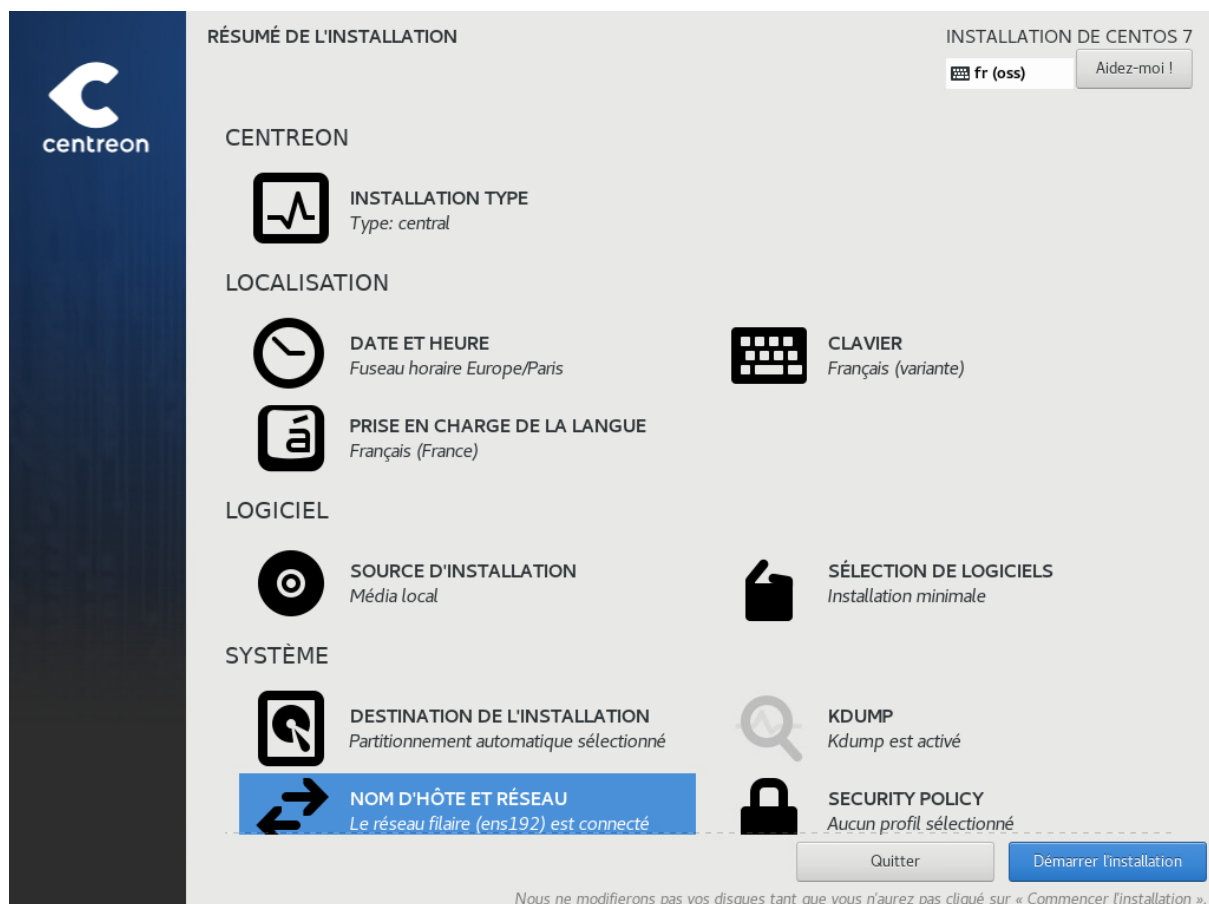 centreon
RÉSUMÉ DE L'INSTALLATION
INSTALLATION DE CENTOS 7
fr (oss)
Aidez-moi !
CENTREON
INSTALLATION TYPE
Type: central
LOCALISATION
DATE ET HEURE
Fuseau horaire Europe/Paris
CLAVIER
Français (variante)
PRISE EN CHARGE DE LA LANGUE
Français (France)
LOGICIEL
SOURCE D'INSTALLATION
Média local
SÉLECTION DE LOGICIELS
Installation minimale
SYSTÈME
DESTINATION DE L'INSTALLATION
Partitionnement automatique sélectionné
KDUMP
Kdump est activé
NOM D'HÔTE ET RÉSEAU
Le réseau filaire (ens192) est connecté
SECURITY POLICY
Aucun profil sélectionné
Quitter
Démarrer l'installation
Nous ne modifierons pas vos disques tant que vous n'aurez pas cliqué sur « Commencer l'installation ».